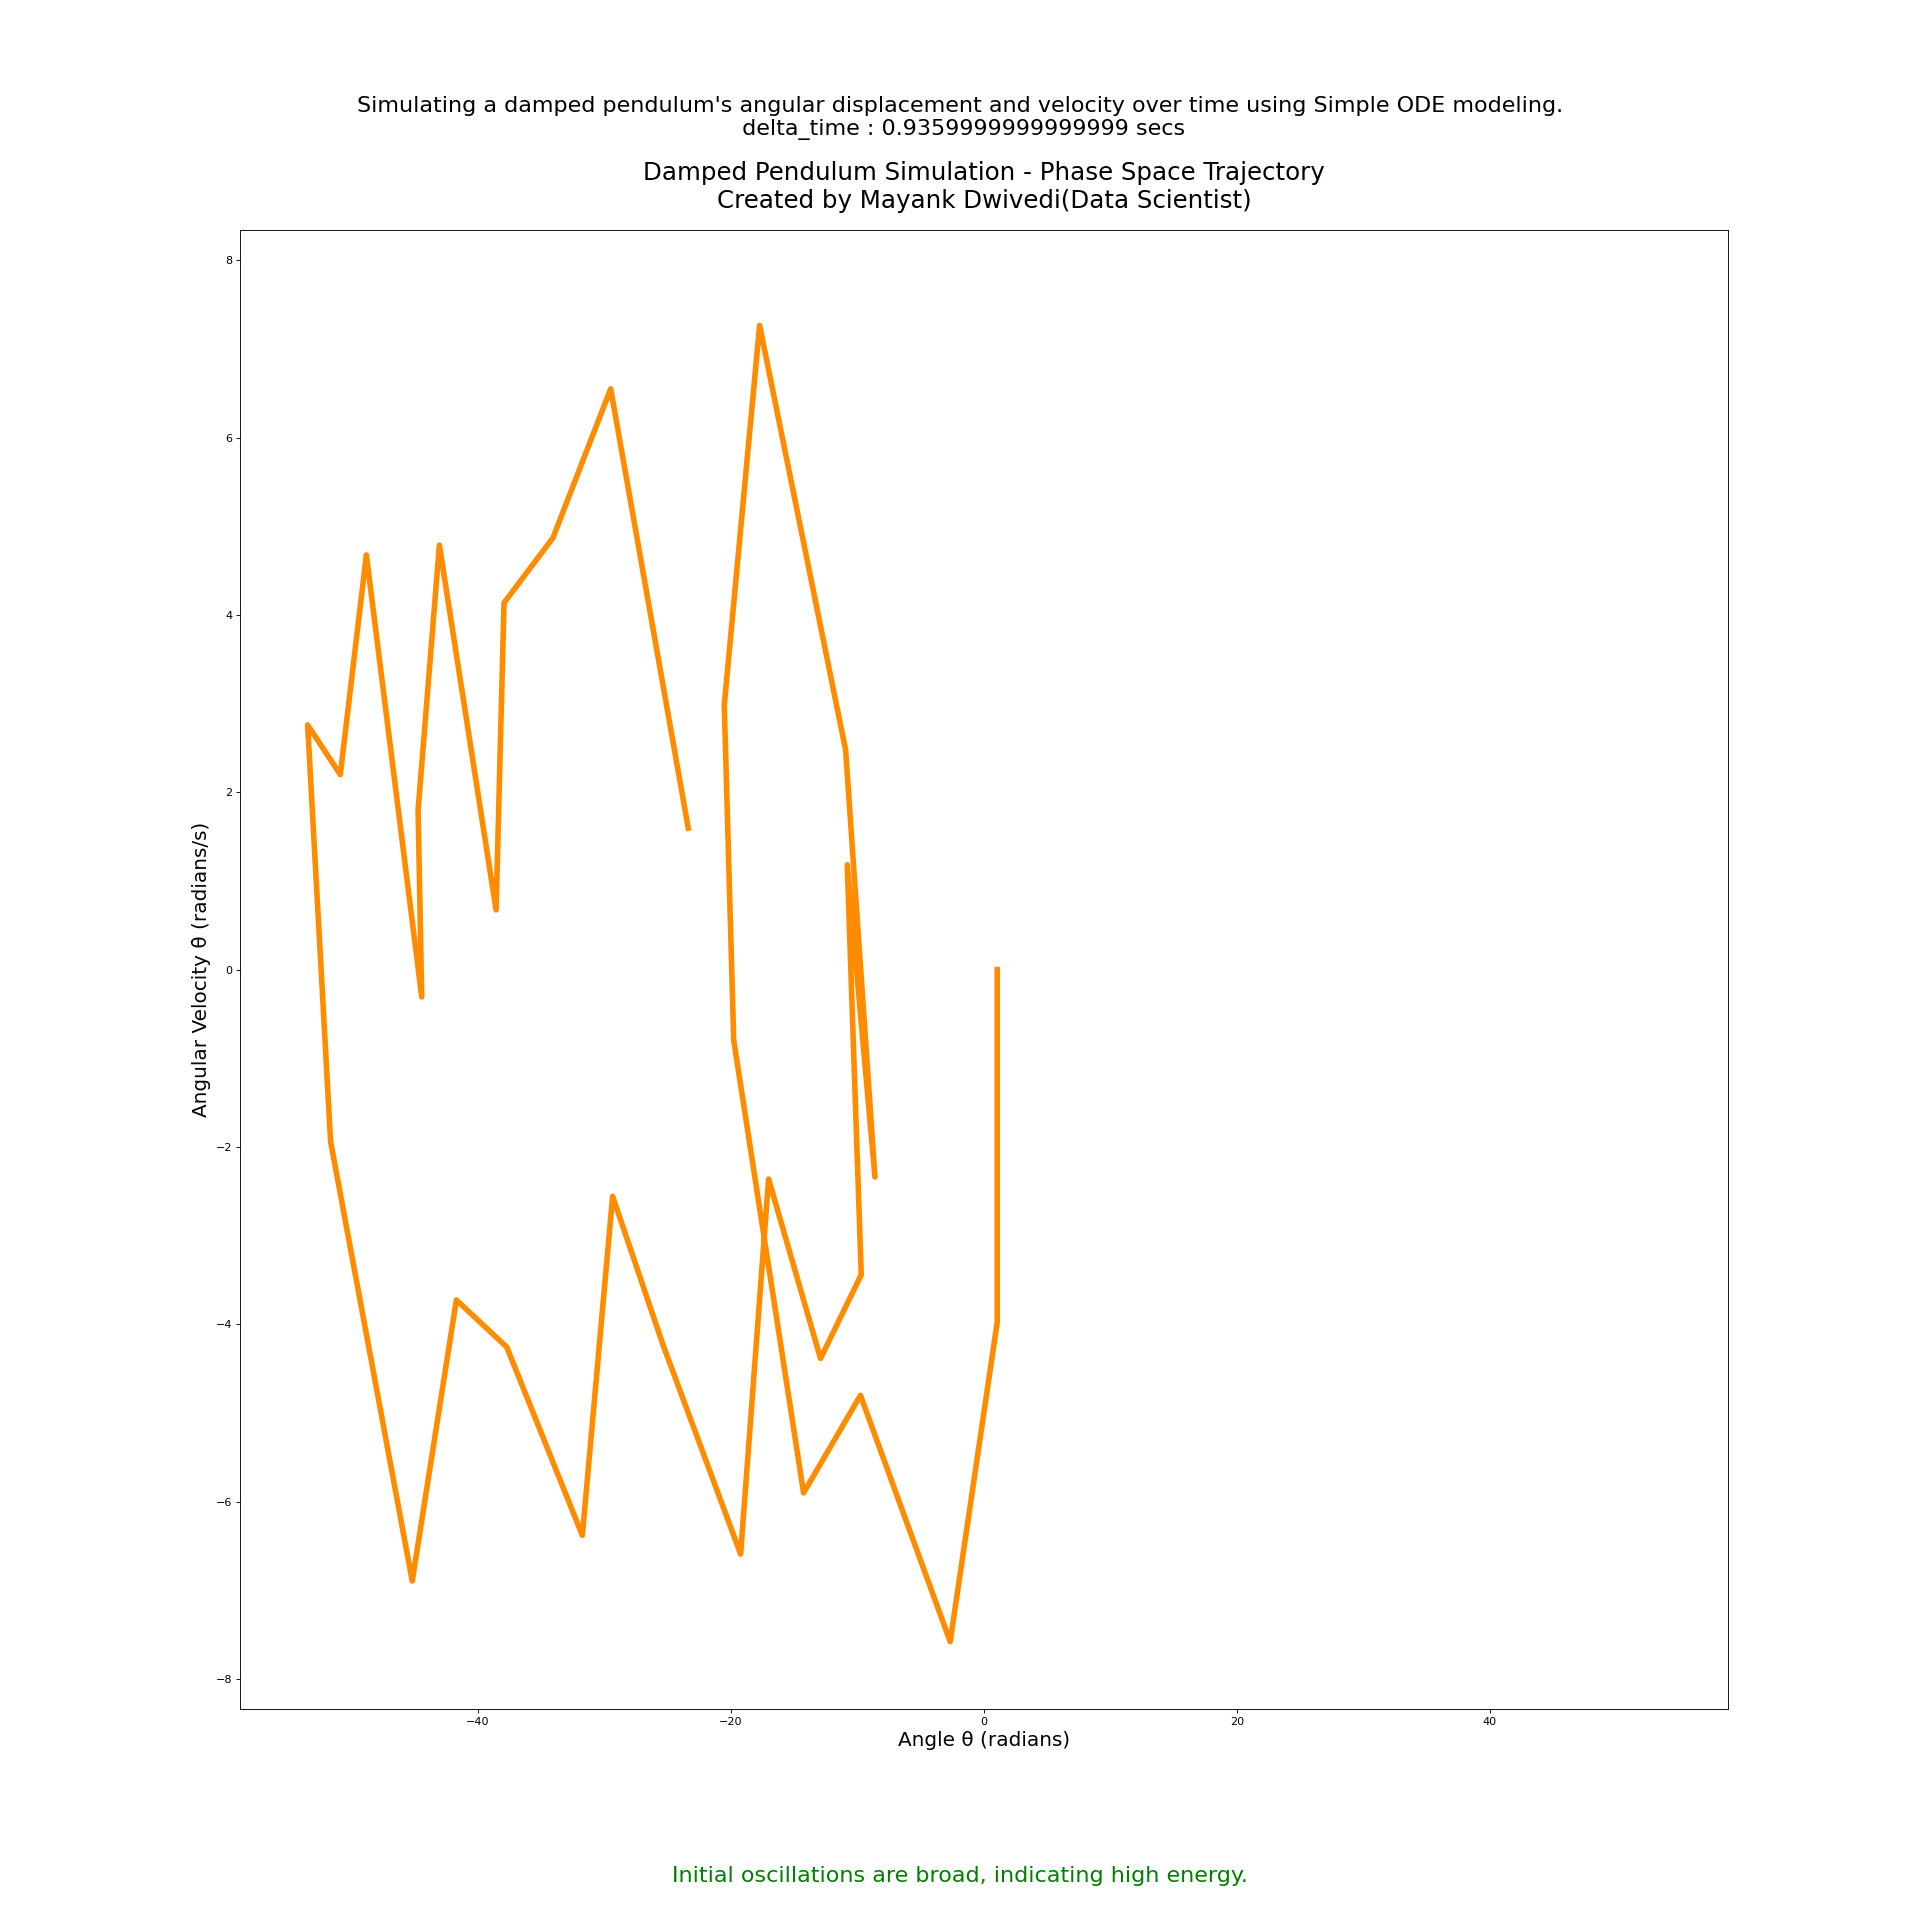 Simulating a damped pendulum's angular displacement and velocity over time using Simple ODE modeling.
delta_time : 0.9359999999999999 secs
Damped Pendulum Simulation - Phase Space Trajectory
Created by Mayank Dwivedi(Data Scientist)
8
6
4
2
0
−2
−4
−6
−8
Angular Velocity θ (radians/s)
−40
−20
0
20
40
Angle θ (radians)
Initial oscillations are broad, indicating high energy.